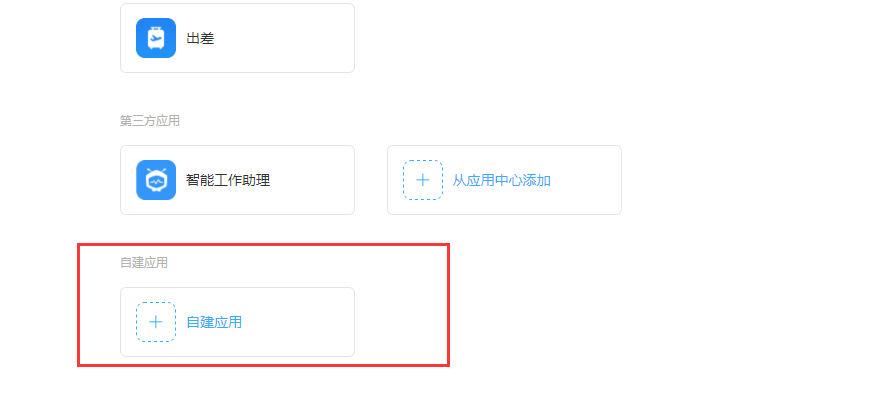 出差
第三方应用
智能工作助理
从应用中心添加
自建应用
自建应用